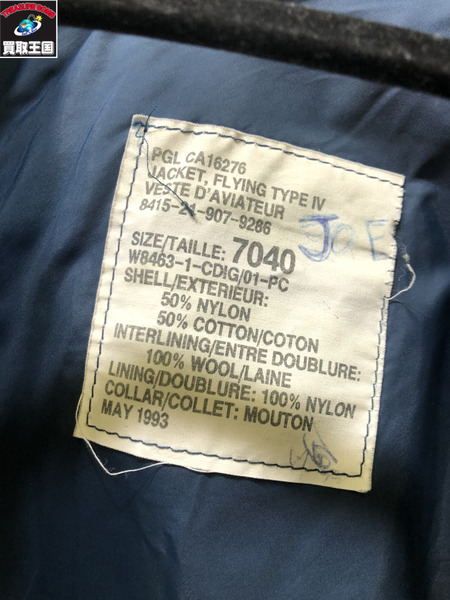 TREASURE KING
買取王国
PGL CA16276
JACKET, FLYING TYPE IV
VESTE D'AVIATEUR
8415-21-907-9286
SIZE/TAILLE: 7040
W8463-1-CDIG/01-PC
SHELL/EXTERIEUR:
50% NYLON
50% COTTON/COTON
INTERLINING/ENTRE DOUBLURE:
100% WOOL/LAINE
LINING/DOUBLURE: 100% NYLON
COLLAR/COLLET: MOUTON
MAY 1993